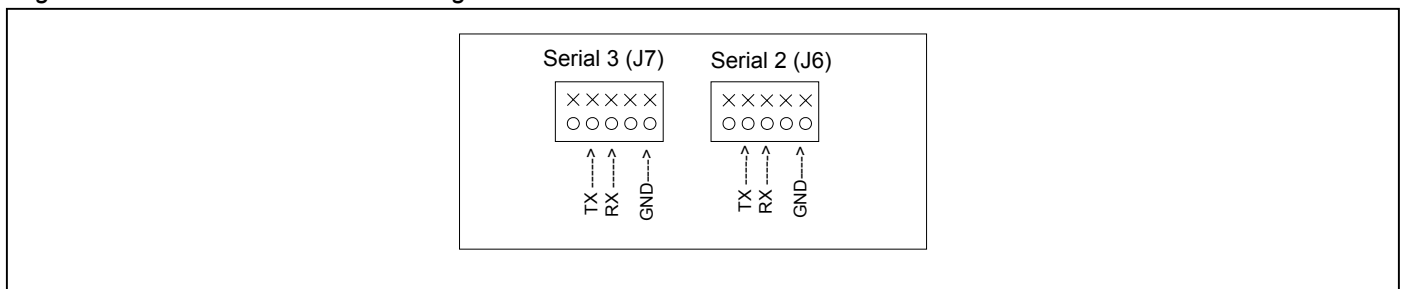 Serial 3 (J7)
Serial 2 (J6)
TX
RX
GND
TX
RX
GND